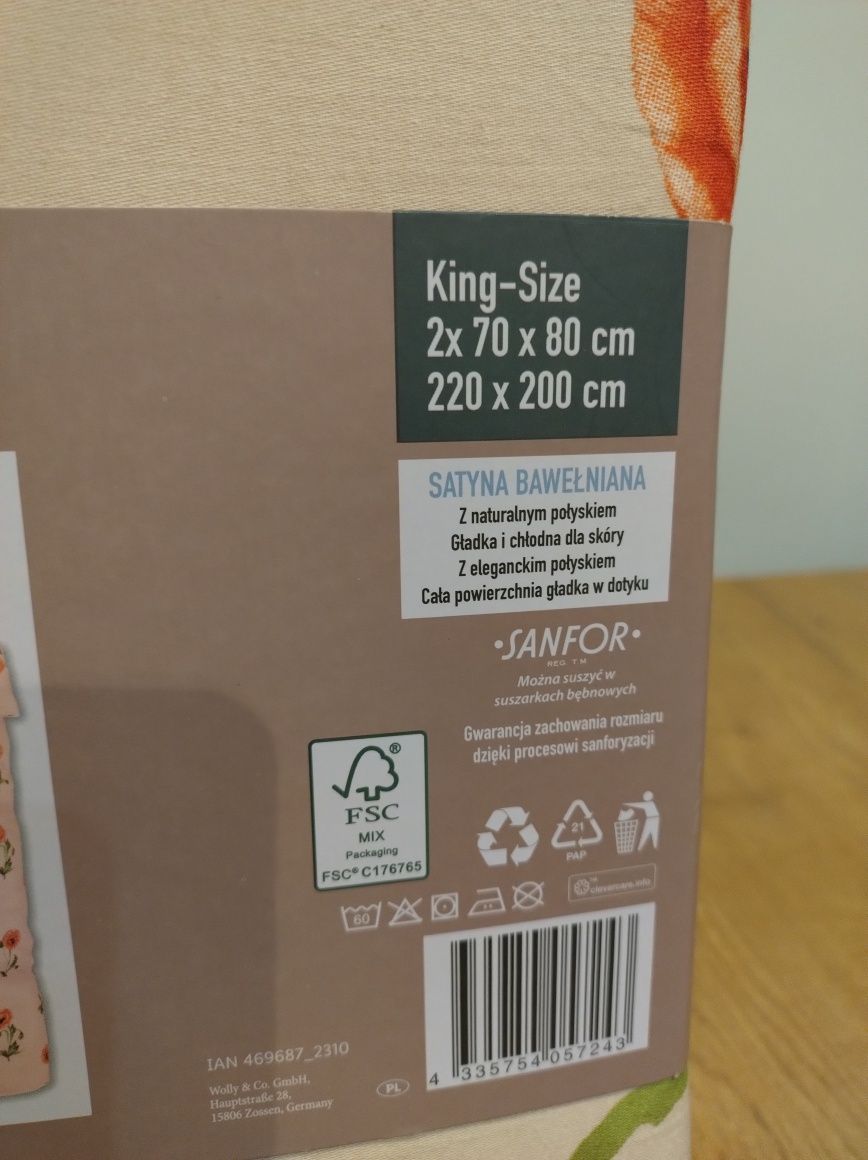 King-Size
2x 70 x 80 cm
220 x 200 cm
SATYNA BAWEŁNIANA
Z naturalnym połyskiem
Gładka i chłodna dla skóry
Z eleganckim połyskiem
Cała powierzchnia gładka w dotyku
•SANFOR•
REG TM
Można suszyć w
suszarkach bębnowych
Gwarancja zachowania rozmiaru
dzięki procesowi sanforyzacji
®
FSC
MIX
Packaging
FSC® C176765
21
PAP
60
TM
clevercare.info
IAN 469687_2310
Wolly & Co. GmbH,
Hauptstraße 28,
15806 Zossen, Germany
PL
4 335754 057243